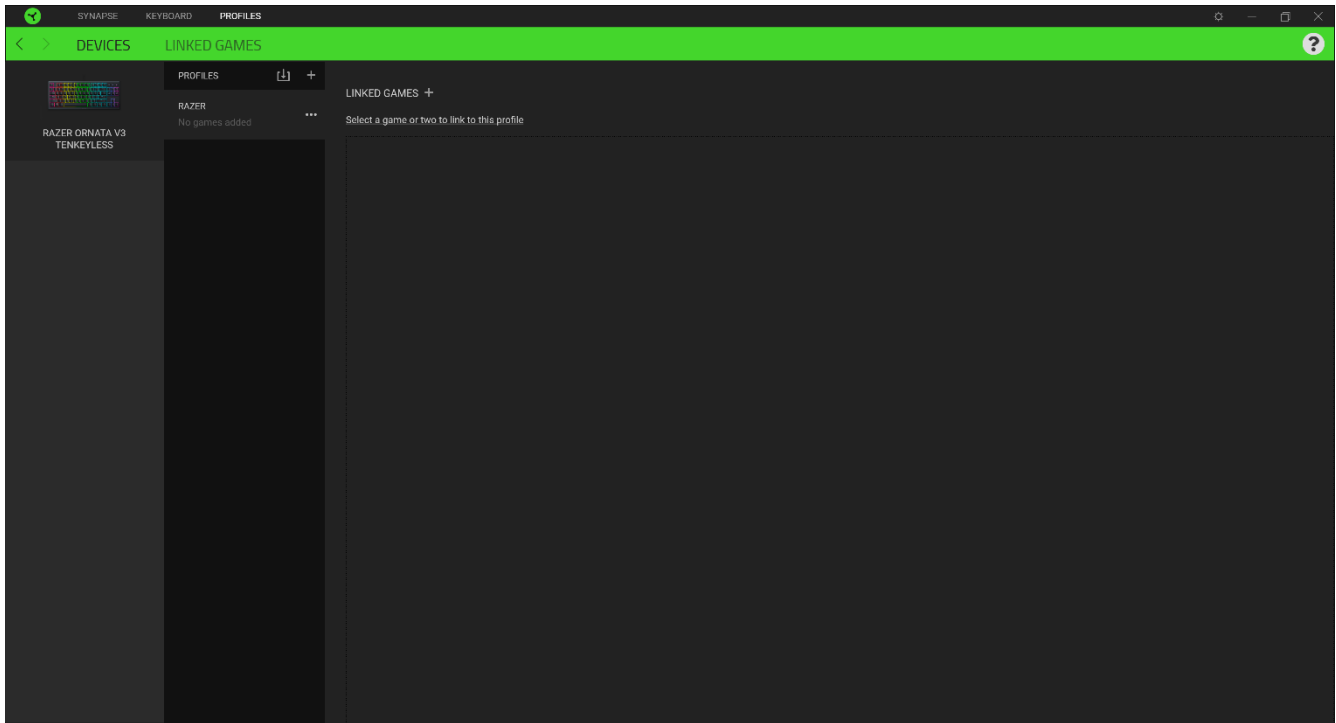 SYNAPSE KEYBOARD PROFILES
DEVICES LINKED GAMES
?
RAZER ORNATA V3
TENKEYLESS
PROFILES
RAZER
No games added
LINKED GAMES
Select a game or two to link to this profile